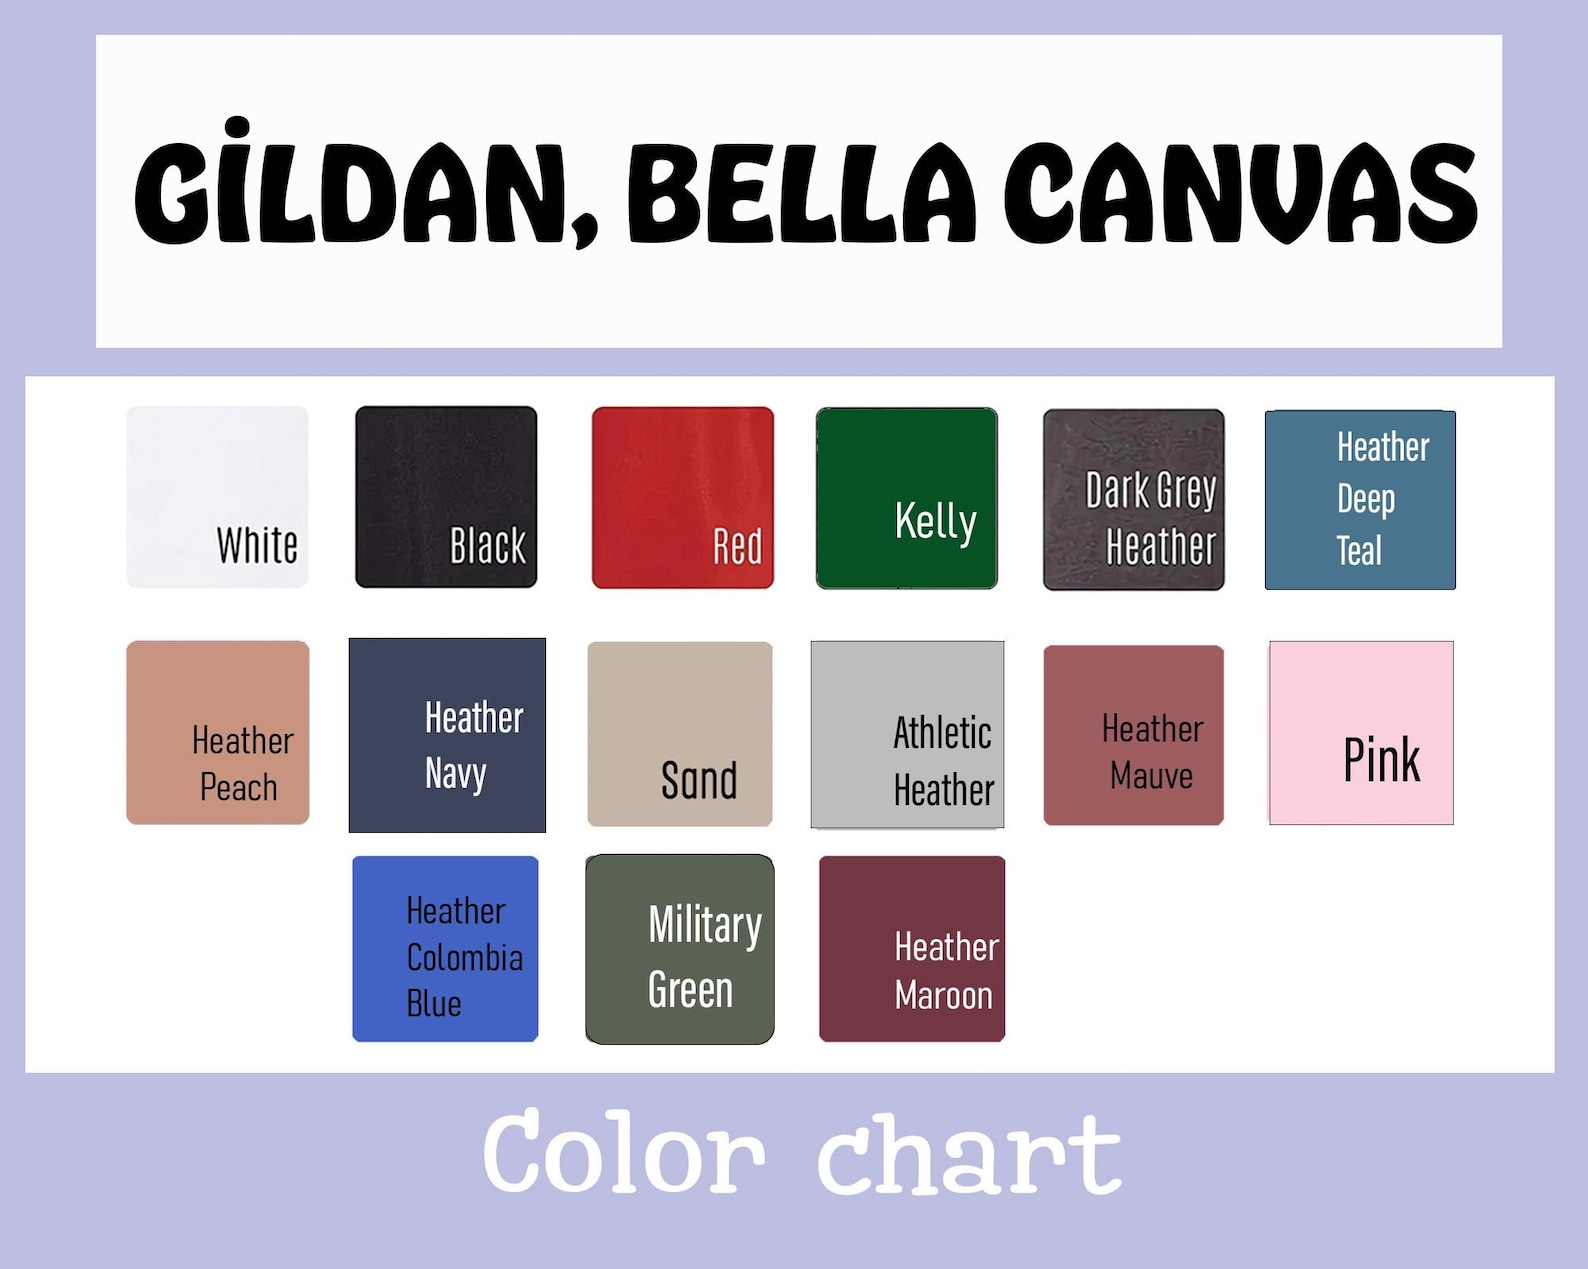 GİLDAN, BELLA CANVAS
White
Black
Red
Kelly
Dark Grey
Heather
Heather
Deep
Teal
Heather
Peach
Heather
Navy
Sand
Athletic
Heather
Heather
Mauve
Pink
Heather
Colombia
Blue
Military
Green
Heather
Maroon
Color chart